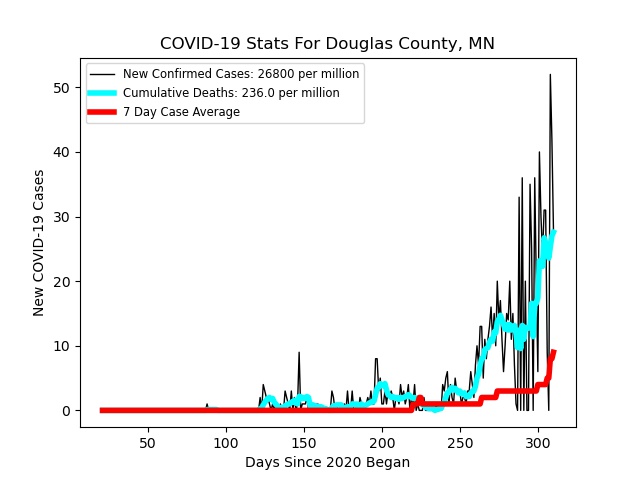 COVID-19 Stats For Douglas County, MN
New Confirmed Cases: 26800 per million
Cumulative Deaths: 236.0 per million
7 Day Case Average
New COVID-19 Cases
50
40
30
20
10
0
50 100 150 200 250 300
Days Since 2020 Began